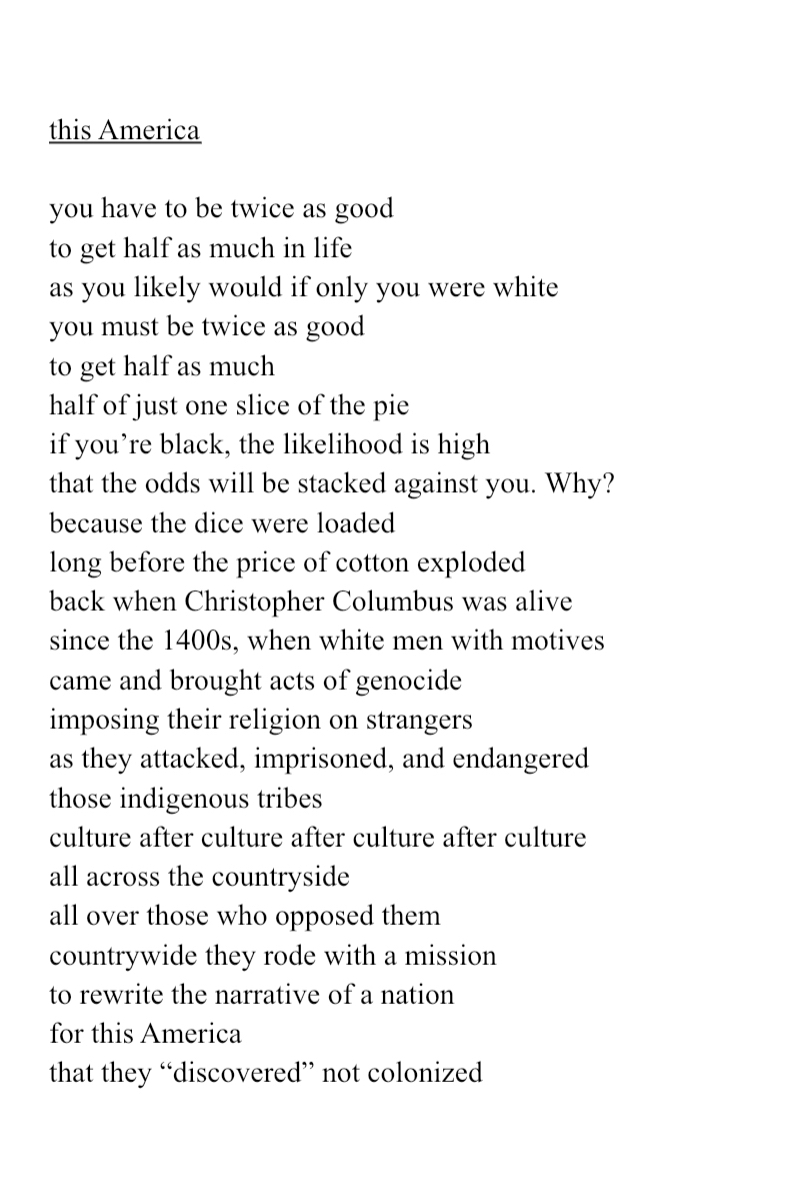 this America
you have to be twice as good
to get half as much in life
as you likely would if only you were white
you must be twice as good
to get half as much
half of just one slice of the pie
if you’re black, the likelihood is high
that the odds will be stacked against you. Why?
because the dice were loaded
long before the price of cotton exploded
back when Christopher Columbus was alive
since the 1400s, when white men with motives
came and brought acts of genocide
imposing their religion on strangers
as they attacked, imprisoned, and endangered
those indigenous tribes
culture after culture after culture after culture
all across the countryside
all over those who opposed them
countrywide they rode with a mission
to rewrite the narrative of a nation
for this America
that they “discovered” not colonized